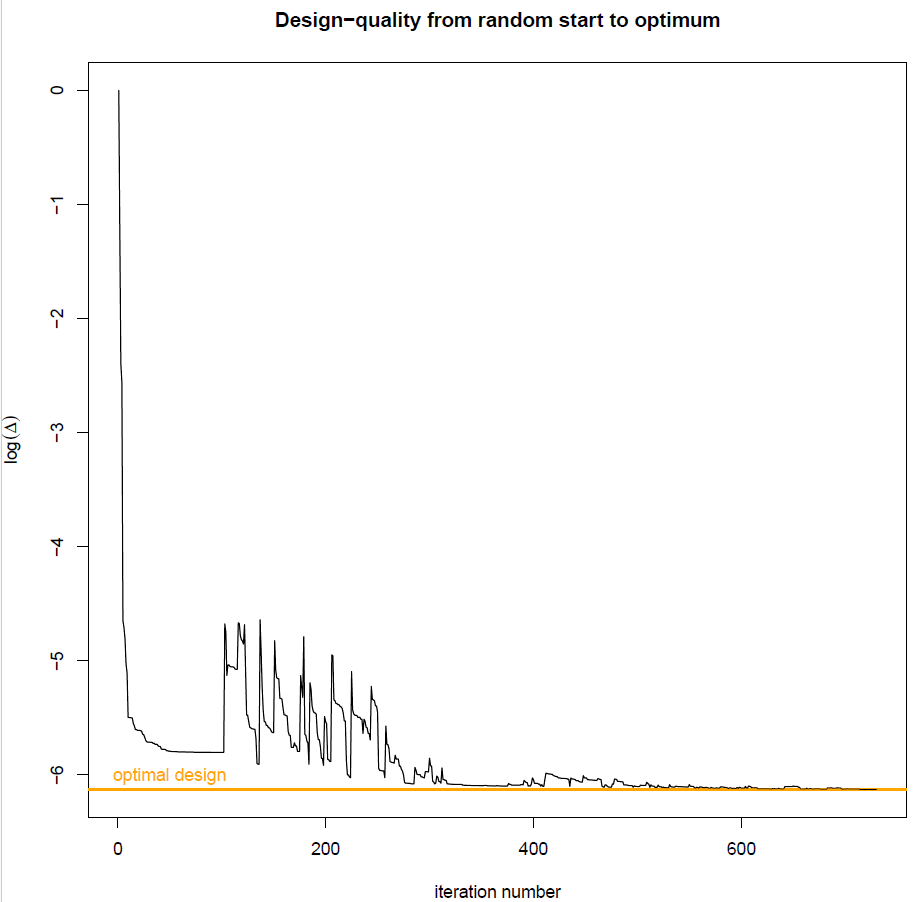 Design−quality from random start to optimum
log(Δ)
0
−1
−2
−3
−4
−5
−6
optimal design
0 200 400 600
iteration number